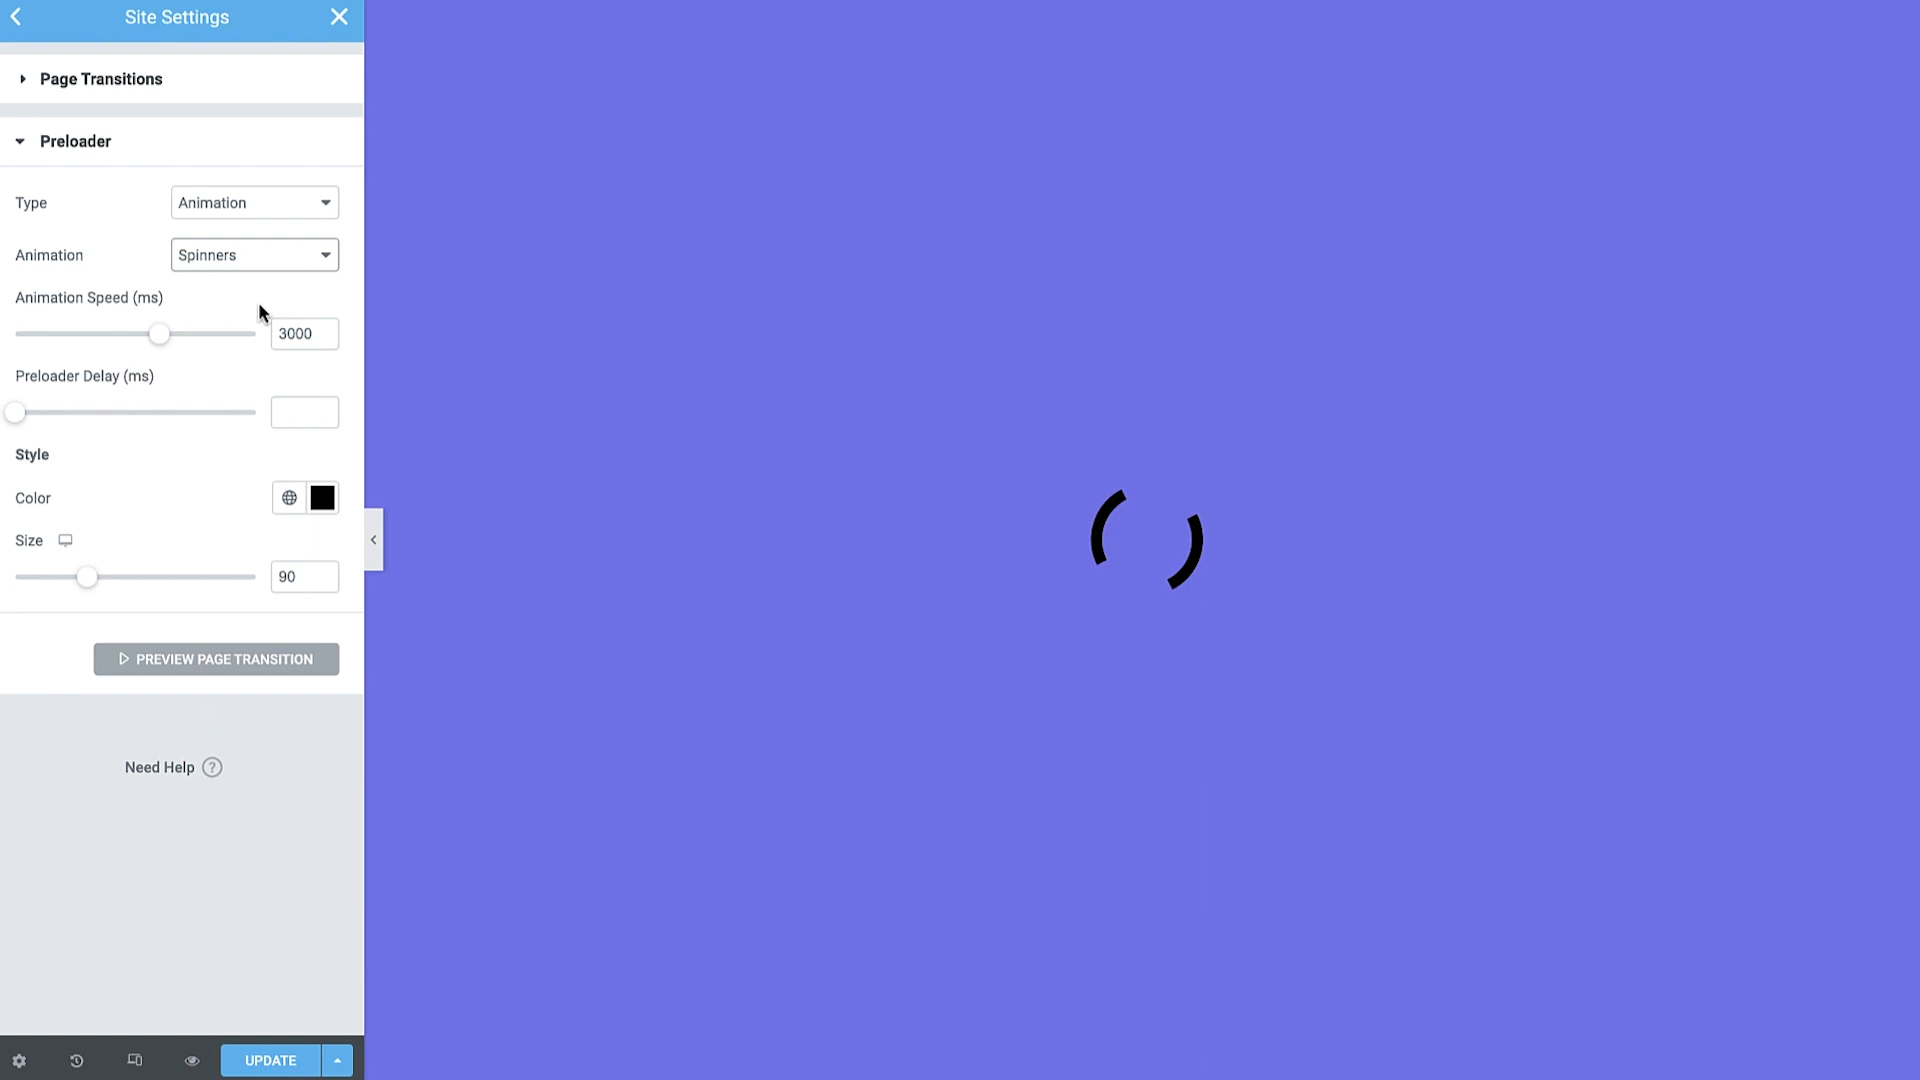 Site Settings
Page Transitions
Preloader
Type Animation
Animation Spinners
Animation Speed (ms)
3000
Preloader Delay (ms)
Style
Color
Size
90
PREVIEW PAGE TRANSITION
Need Help ?
UPDATE